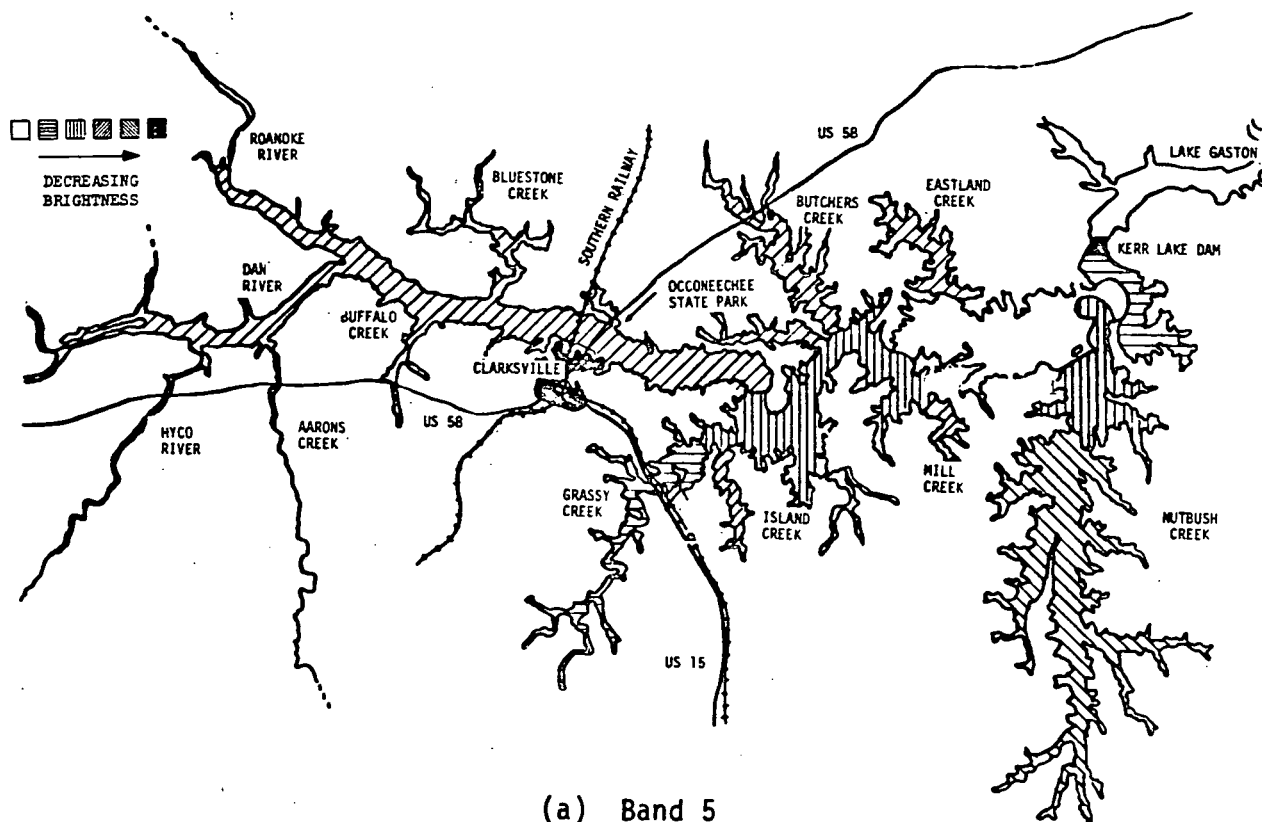 US 58
LAKE GASTON
ROANOKE
RIVER
BLUESTONE
CREEK
SOUTHERN RAILWAY
BUTCHERS
CREEK
EASTLAND
CREEK
DECREASING
BRIGHTNESS
KERR LAKE DAM
DAN
RIVER
OCCONEECHEE
STATE PARK
BUFFALO
CREEK
CLARKSVILLE
US 58
HYCO
RIVER
AARONS
CREEK
GRASSY
CREEK
ISLAND
CREEK
MILL
CREEK
NUTBUSH
CREEK
US 15
(a) Band 5